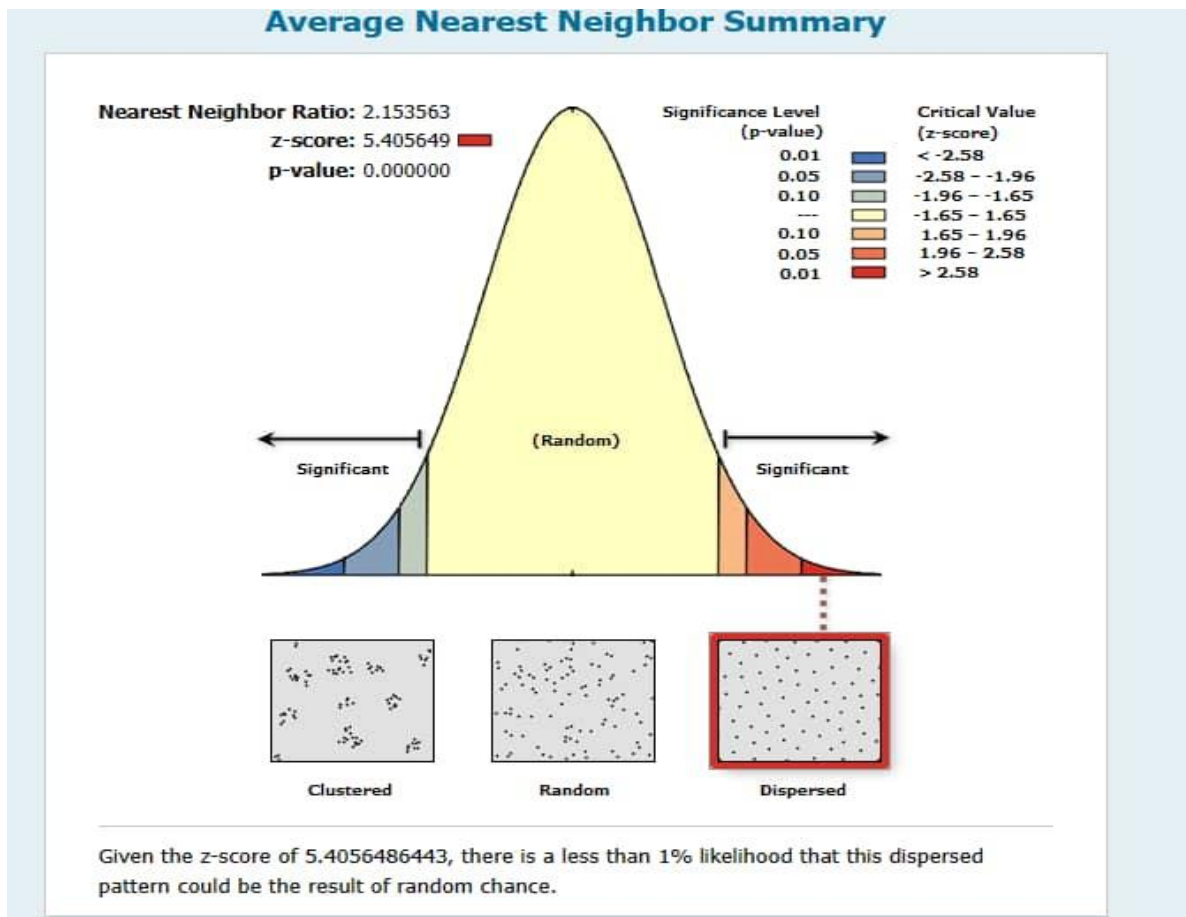 Average Nearest Neighbor Summary
Nearest Neighbor Ratio: 2.153563
z-score: 5.405649
p-value: 0.000000
Significance Level
(p-value)
Critical Value
(z-score)
0.01 < -2.58
0.05 -2.58 – -1.96
0.10 -1.96 – -1.65
--- -1.65 – 1.65
0.10 1.65 – 1.96
0.05 1.96 – 2.58
0.01 > 2.58
(Random)
Significant
Significant
Clustered
Random
Dispersed
Given the z-score of 5.4056486443, there is a less than 1% likelihood that this dispersed
pattern could be the result of random chance.